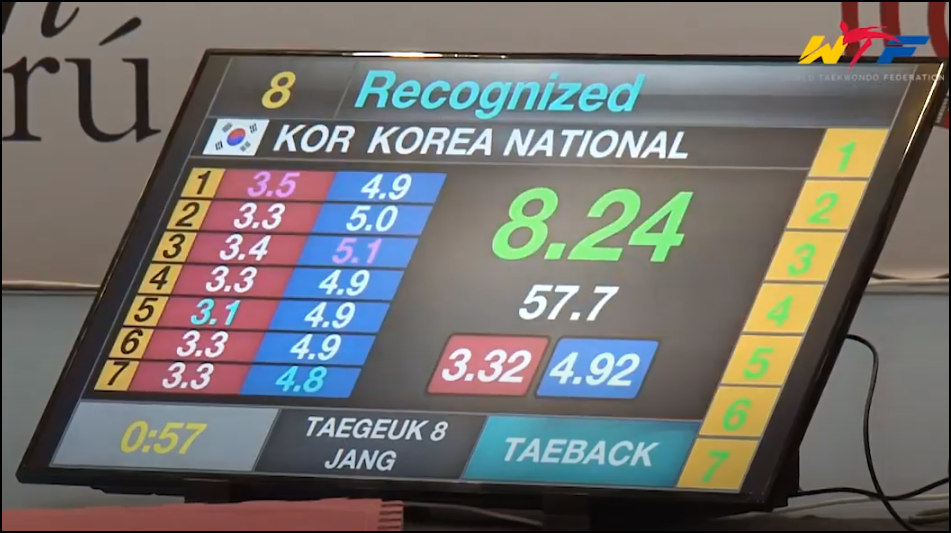 rú
WTF
WORLD TAEKWONDO FEDERATION
8 Recognized
KOR KOREA NATIONAL
1 3.5 4.9
2 3.3 5.0
3 3.4 5.1
4 3.3 4.9
5 3.1 4.9
6 3.3 4.9
7 3.3 4.8
8.24
57.7
3.32 4.92
1
2
3
4
5
6
7
0:57
TAEGEUK 8
JANG
TAEBACK